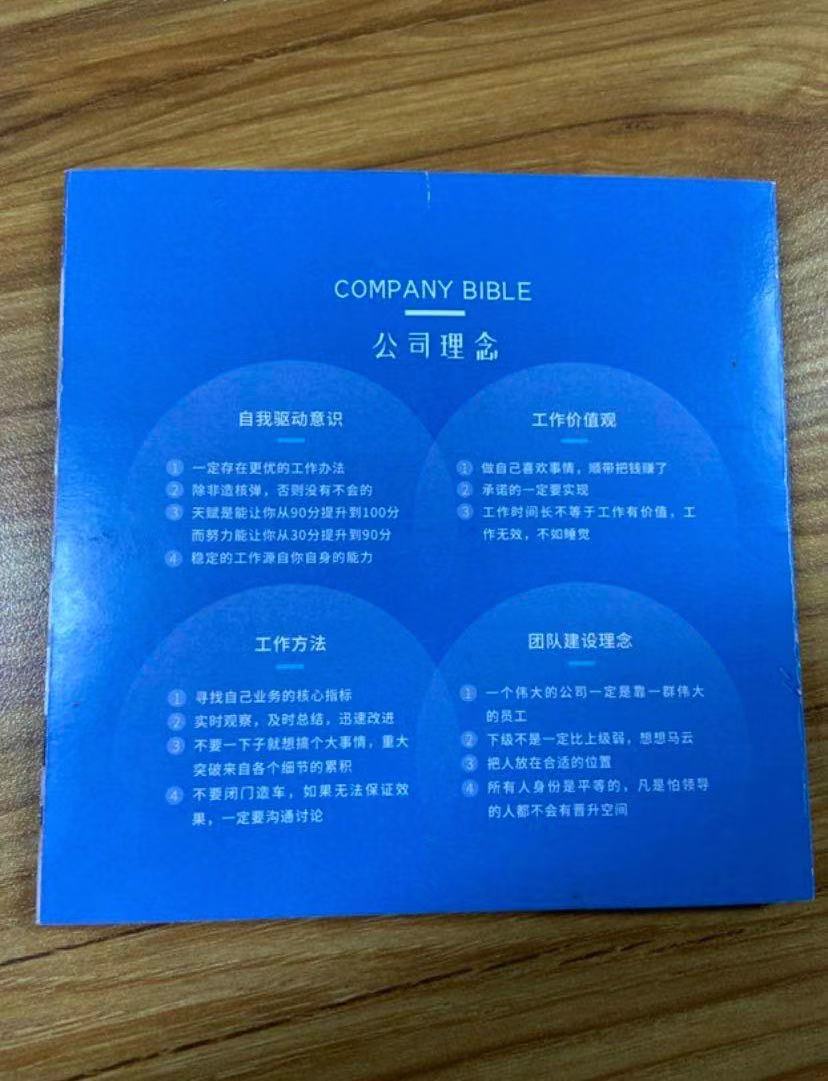 COMPANY BIBLE
公司理念
自我驱动意识
1 一定存在更优的工作办法
2 除非造核弹，否则没有不会的
3 天赋是能让你从90分提升到100分
而努力能让你从30分提升到90分
4 稳定的工作源自你自身的能力
工作价值观
1 做自己喜欢事情，顺带把钱赚了
2 承诺的一定要实现
3 工作时间长不等于工作有价值，工
作无效，不如睡觉
工作方法
1 寻找自己业务的核心指标
2 实时观察，及时总结，迅速改进
3 不要一下子就想搞个大事情，重大
突破来自各个细节的累积
4 不要闭门造车，如果无法保证效
果，一定要沟通讨论
团队建设理念
1 一个伟大的公司一定是靠一群伟大
的员工
2 下级不是一定比上级弱，想想马云
3 把人放在合适的位置
4 所有人身份是平等的，凡是怕领导
的人都不会有晋升空间